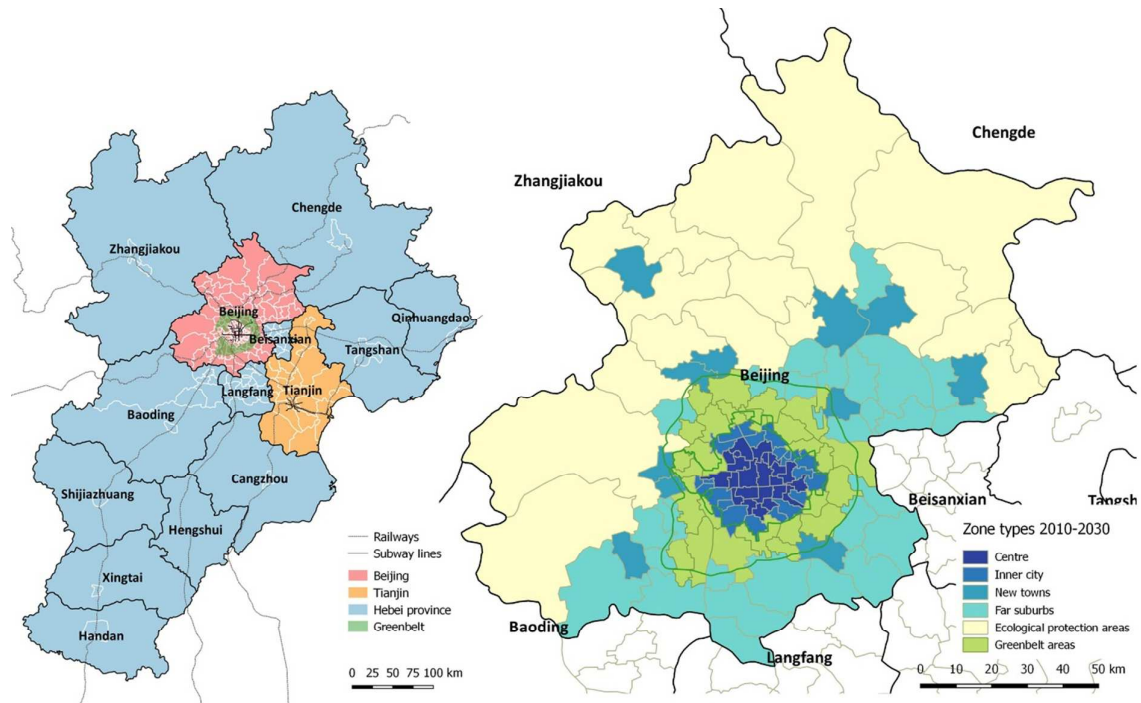 Chengde
Zhangjiakou
Beijing
Beisanxian
Qinhuangdao
Tangshan
Langfang
Tianjin
Baoding
Cangzhou
Shijiazhuang
Hengshui
Xingtai
Handan
Railways
Subway lines
Beijing
Tianjin
Hebei province
Greenbelt
0 25 50 75 100 km
Chengde
Zhangjiakou
Beijing
Beisanxian
Tangsh
Baoding
Langfang
Zone types 2010-2030
Centre
Inner city
New towns
Far suburbs
Ecological protection areas
Greenbelt areas
0 10 20 30 40 50 km